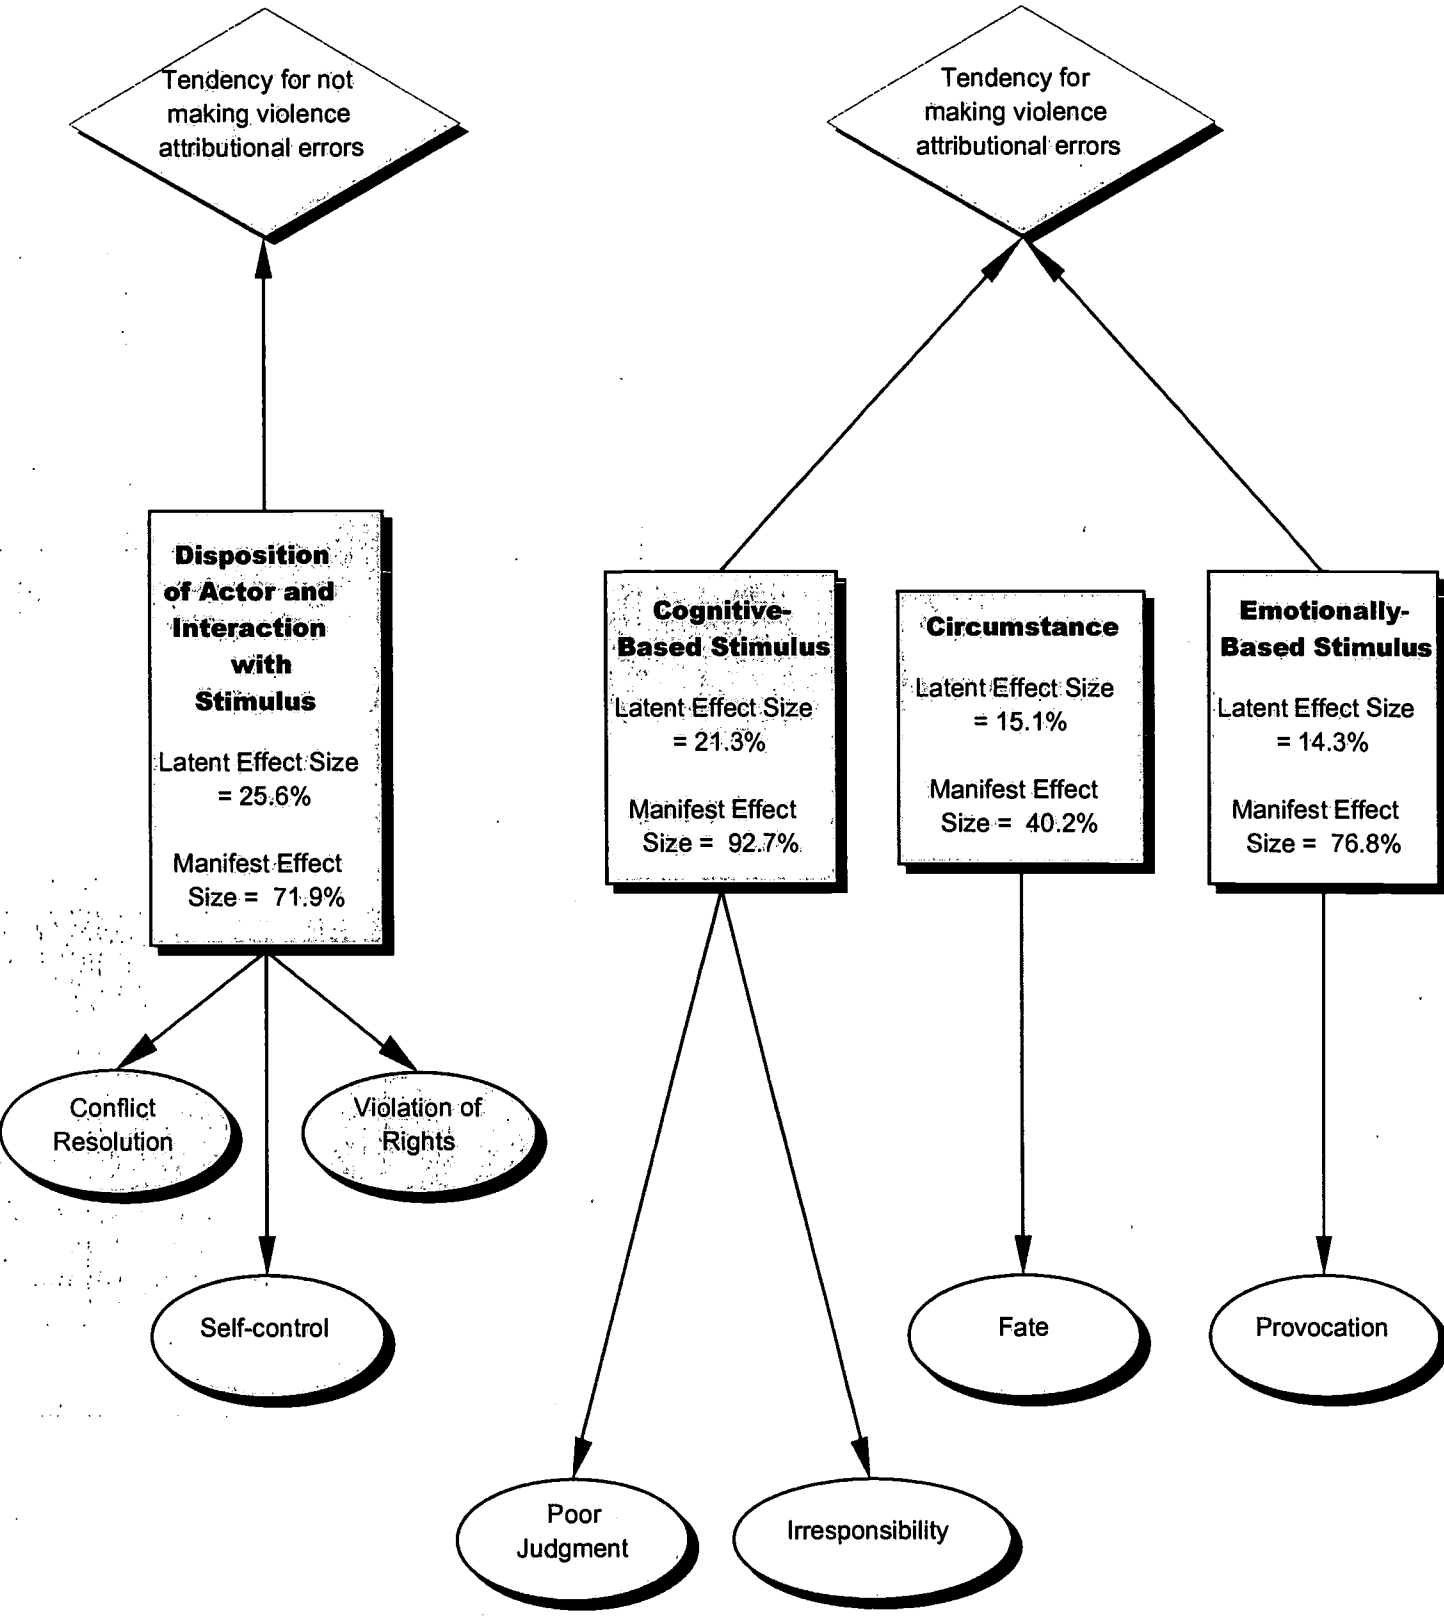 Tendency for not
making violence
attributional errors
Tendency for
making violence
attributional errors
Disposition
of Actor and
Interaction
with
Stimulus
Latent Effect Size
= 25.6%
Manifest Effect
Size = 71.9%
Cognitive-
Based Stimulus
Latent Effect Size
= 21.3%
Manifest Effect
Size = 92.7%
Circumstance
Latent Effect Size
= 15.1%
Manifest Effect
Size = 40.2%
Emotionally-
Based Stimulus
Latent Effect Size
= 14.3%
Manifest Effect
Size = 76.8%
Conflict
Resolution
Violation of
Rights
Self-control
Fate
Provocation
Poor
Judgment
Irresponsibility